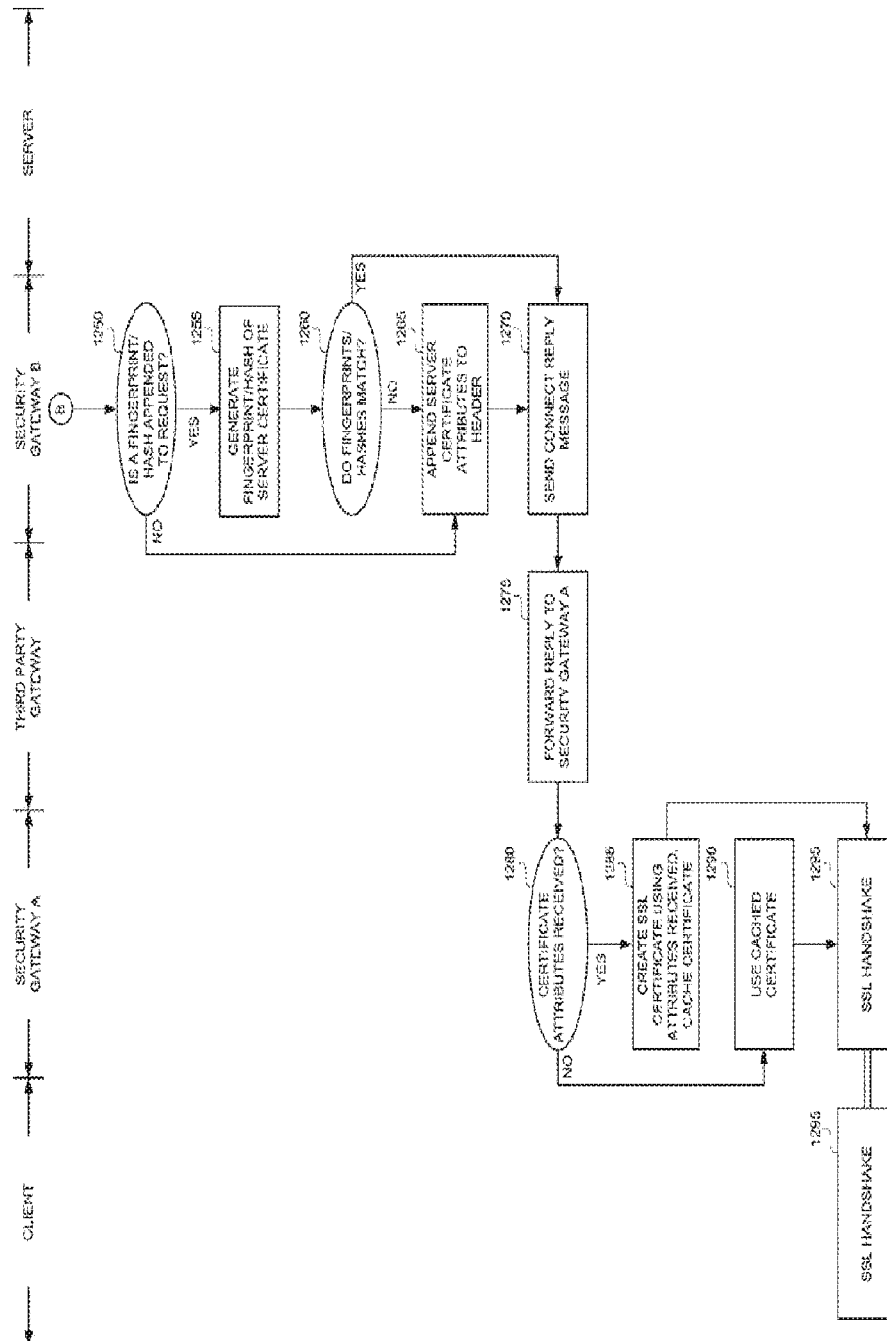 CLIENT
SECURITY
GATEWAY A
THIRD PARTY
GATEWAY
SECURITY
GATEWAY B
SERVER
B
1250
IS A FINGERPRINT/
HASH APPENDED
TO REQUEST?
NO
YES
1255
GENERATE
FINGERPRINT/HASH OF
SERVER CERTIFICATE
1260
DO FINGERPRINTS/
HASHES MATCH?
YES
NO
1265
APPEND SERVER
CERTIFICATE
ATTRIBUTES TO
HEADER
1270
SEND CONNECT REPLY
MESSAGE
1275
FORWARD REPLY TO
SECURITY GATEWAY A
1280
CERTIFICATE
ATTRIBUTES RECEIVED?
NO
YES
1285
CREATE SSL
CERTIFICATE USING
ATTRIBUTES RECEIVED,
CACHE CERTIFICATE
1290
USE CACHED
CERTIFICATE
1295
SSL HANDSHAKE
1295
SSL HANDSHAKE